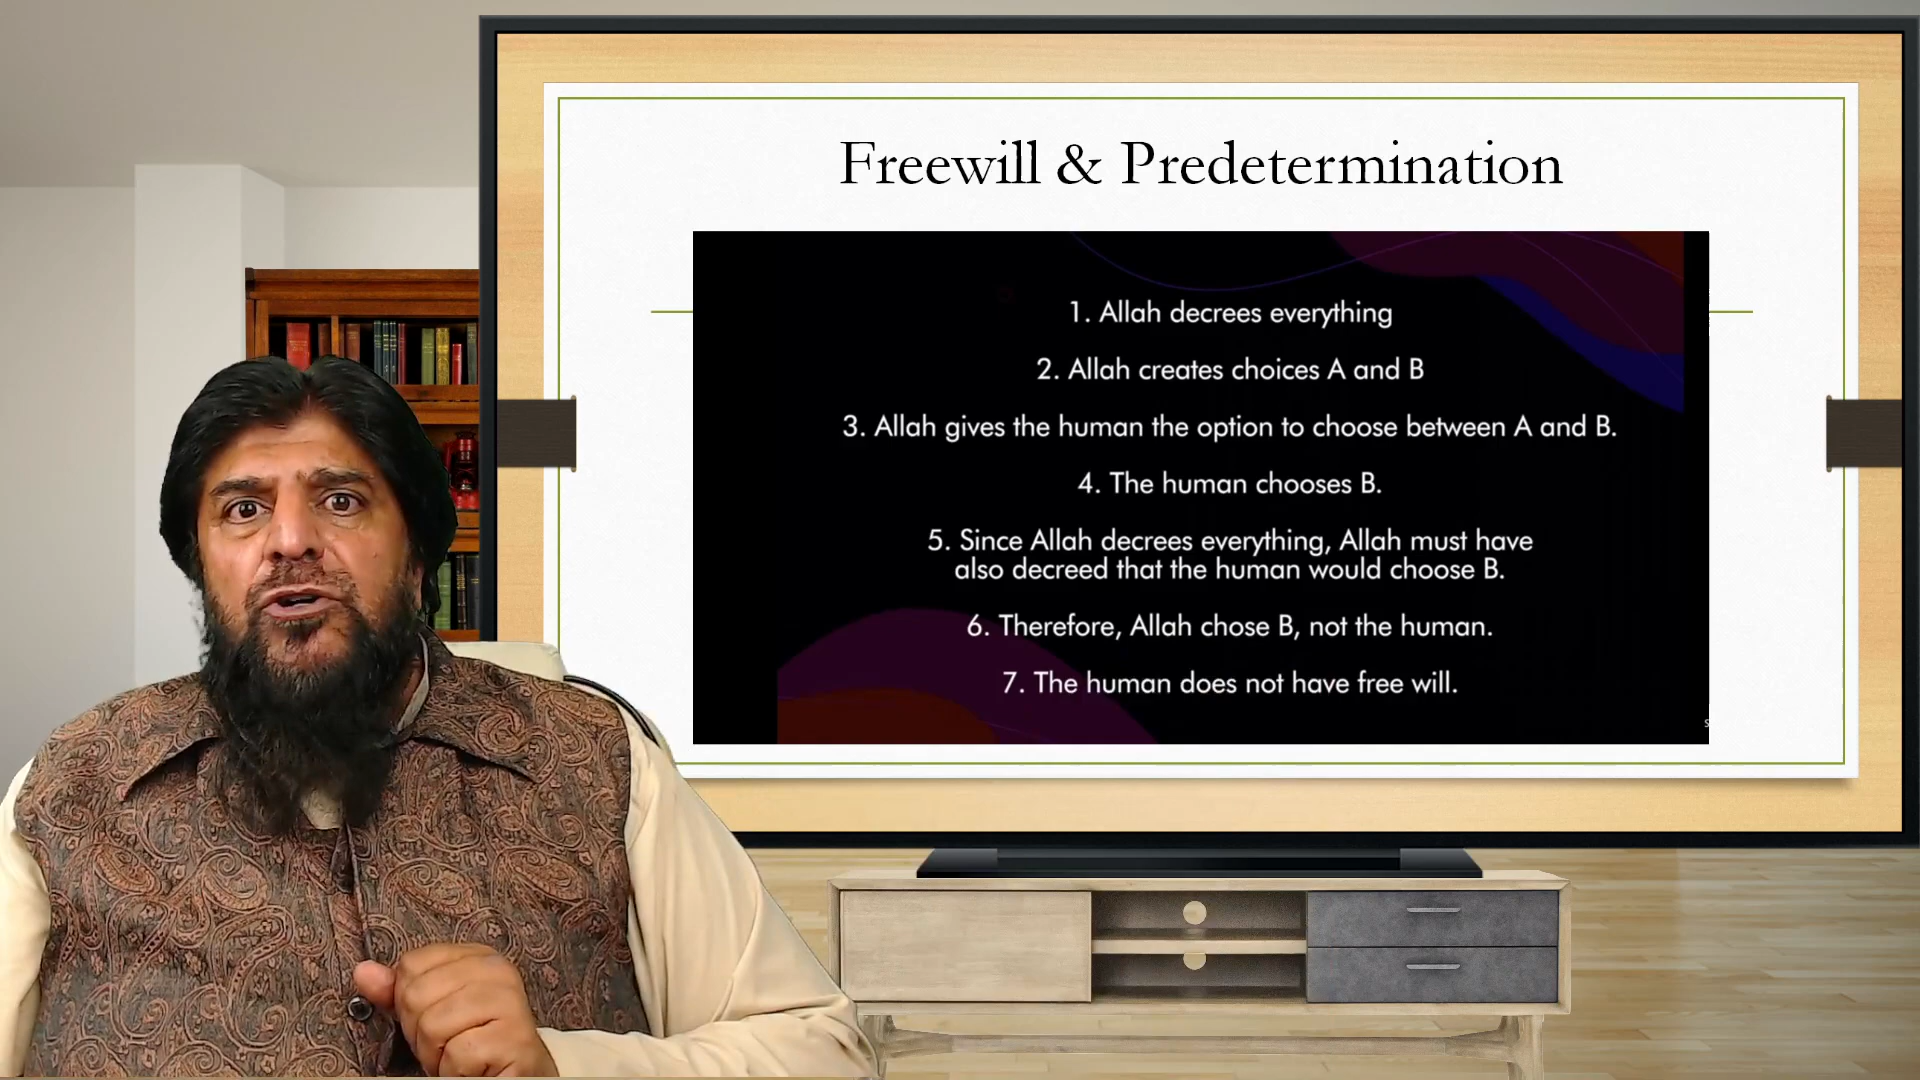 Freewill & Predetermination
1. Allah decrees everything
2. Allah creates choices A and B
3. Allah gives the human the option to choose between A and B.
4. The human chooses B.
5. Since Allah decrees everything, Allah must have
also decreed that the human would choose B.
6. Therefore, Allah chose B, not the human.
7. The human does not have free will.